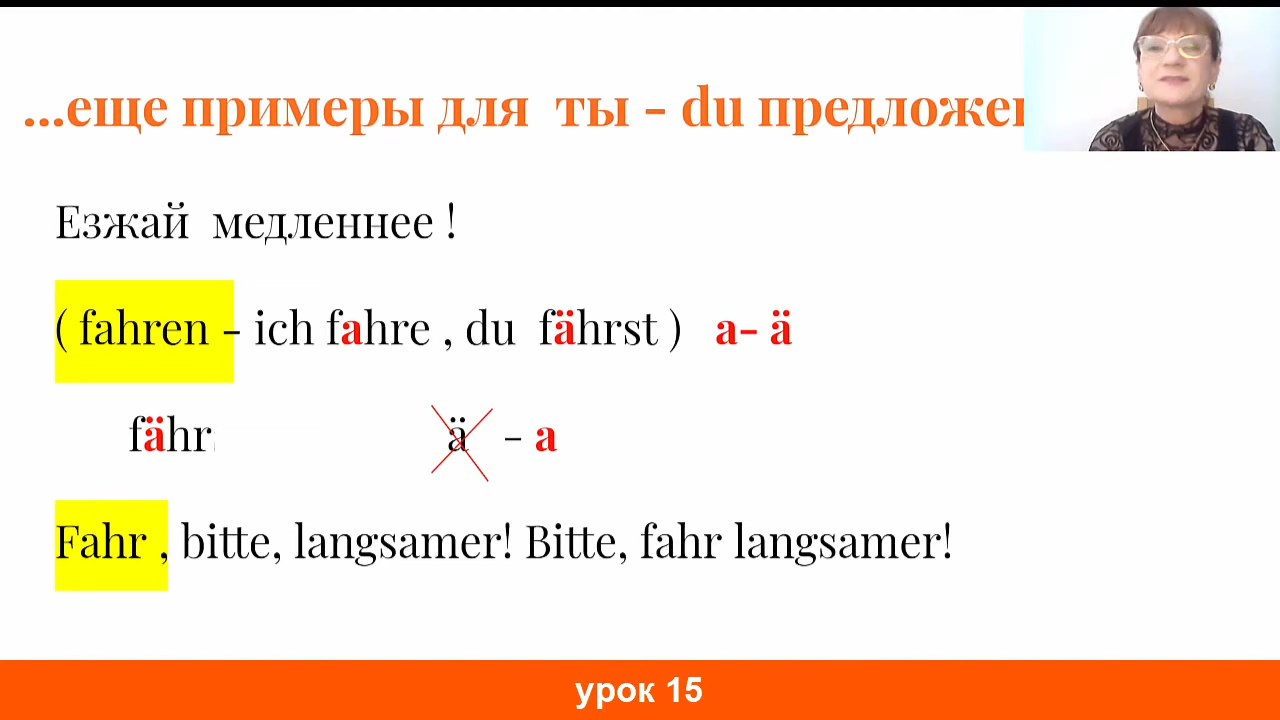 ...еще примеры для ты - du
Езжай медленнее !
( fahren - ich fahre , du fährst ) a- ä
fähr ä - a
Fahr , bitte, langsamer! Bitte, fahr langsamer!
урок 15